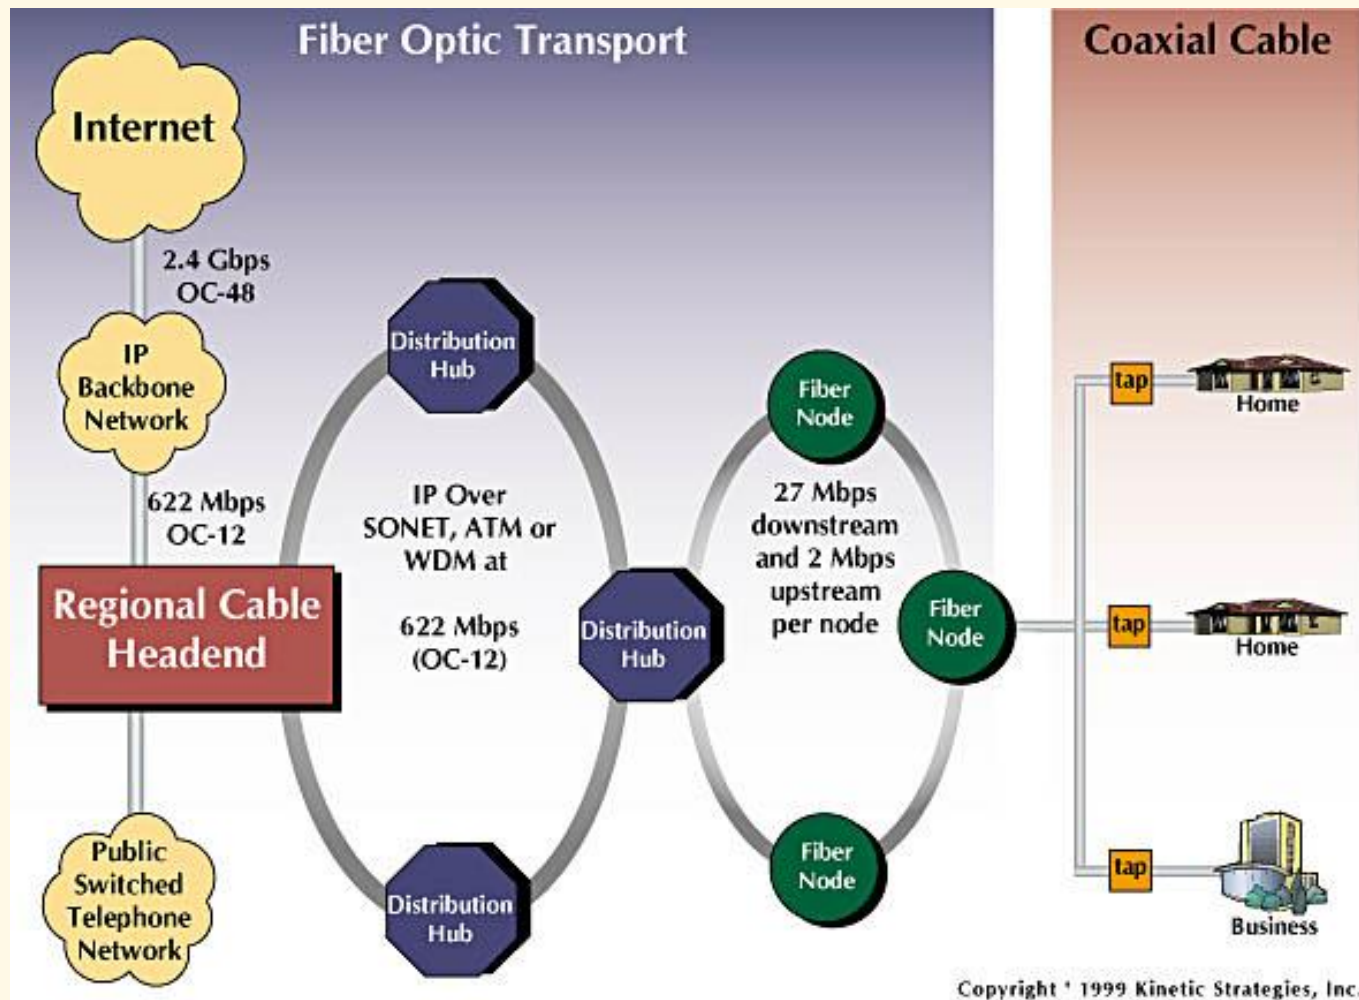 Fiber Optic Transport
Coaxial Cable
Internet
2.4 Gbps
OC-48
IP
Backbone
Network
622 Mbps
OC-12
Regional Cable
Headend
Public
Switched
Telephone
Network
Distribution
Hub
IP Over
SONET, ATM or
WDM at
622 Mbps
(OC-12)
Distribution
Hub
Distribution
Hub
Fiber
Node
27 Mbps
downstream
and 2 Mbps
upstream
per node
Fiber
Node
Fiber
Node
tap
Home
tap
Home
tap
Business
Copyright * 1999 Kinetic Strategies, Inc.